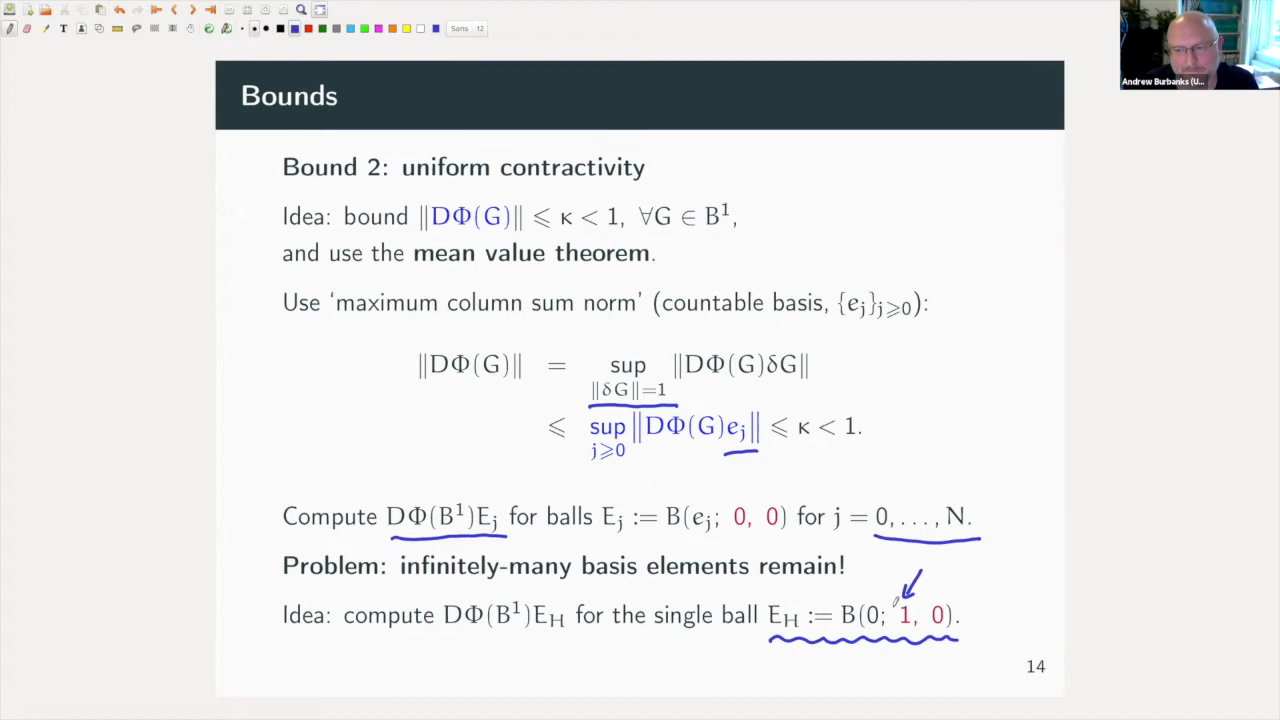 Sans 12
Andrew Burbanks (U...
Bounds
Bound 2: uniform contractivity
Idea: bound ‖DΦ(G)‖ ⩽ κ < 1, ∀G ∈ B¹,
and use the mean value theorem.
Use ‘maximum column sum norm’ (countable basis, {eⱼ}ⱼ⩾₀):
‖DΦ(G)‖ = sup ‖DΦ(G)δG‖
‖δG‖=1
⩽ sup ‖DΦ(G)eⱼ‖ ⩽ κ < 1.
j⩾0
Compute DΦ(B¹)Eⱼ for balls Eⱼ := B(eⱼ; 0, 0) for j = 0, . . . , N.
Problem: infinitely-many basis elements remain!
Idea: compute DΦ(B¹)E_H for the single ball E_H := B(0; 1, 0).
14